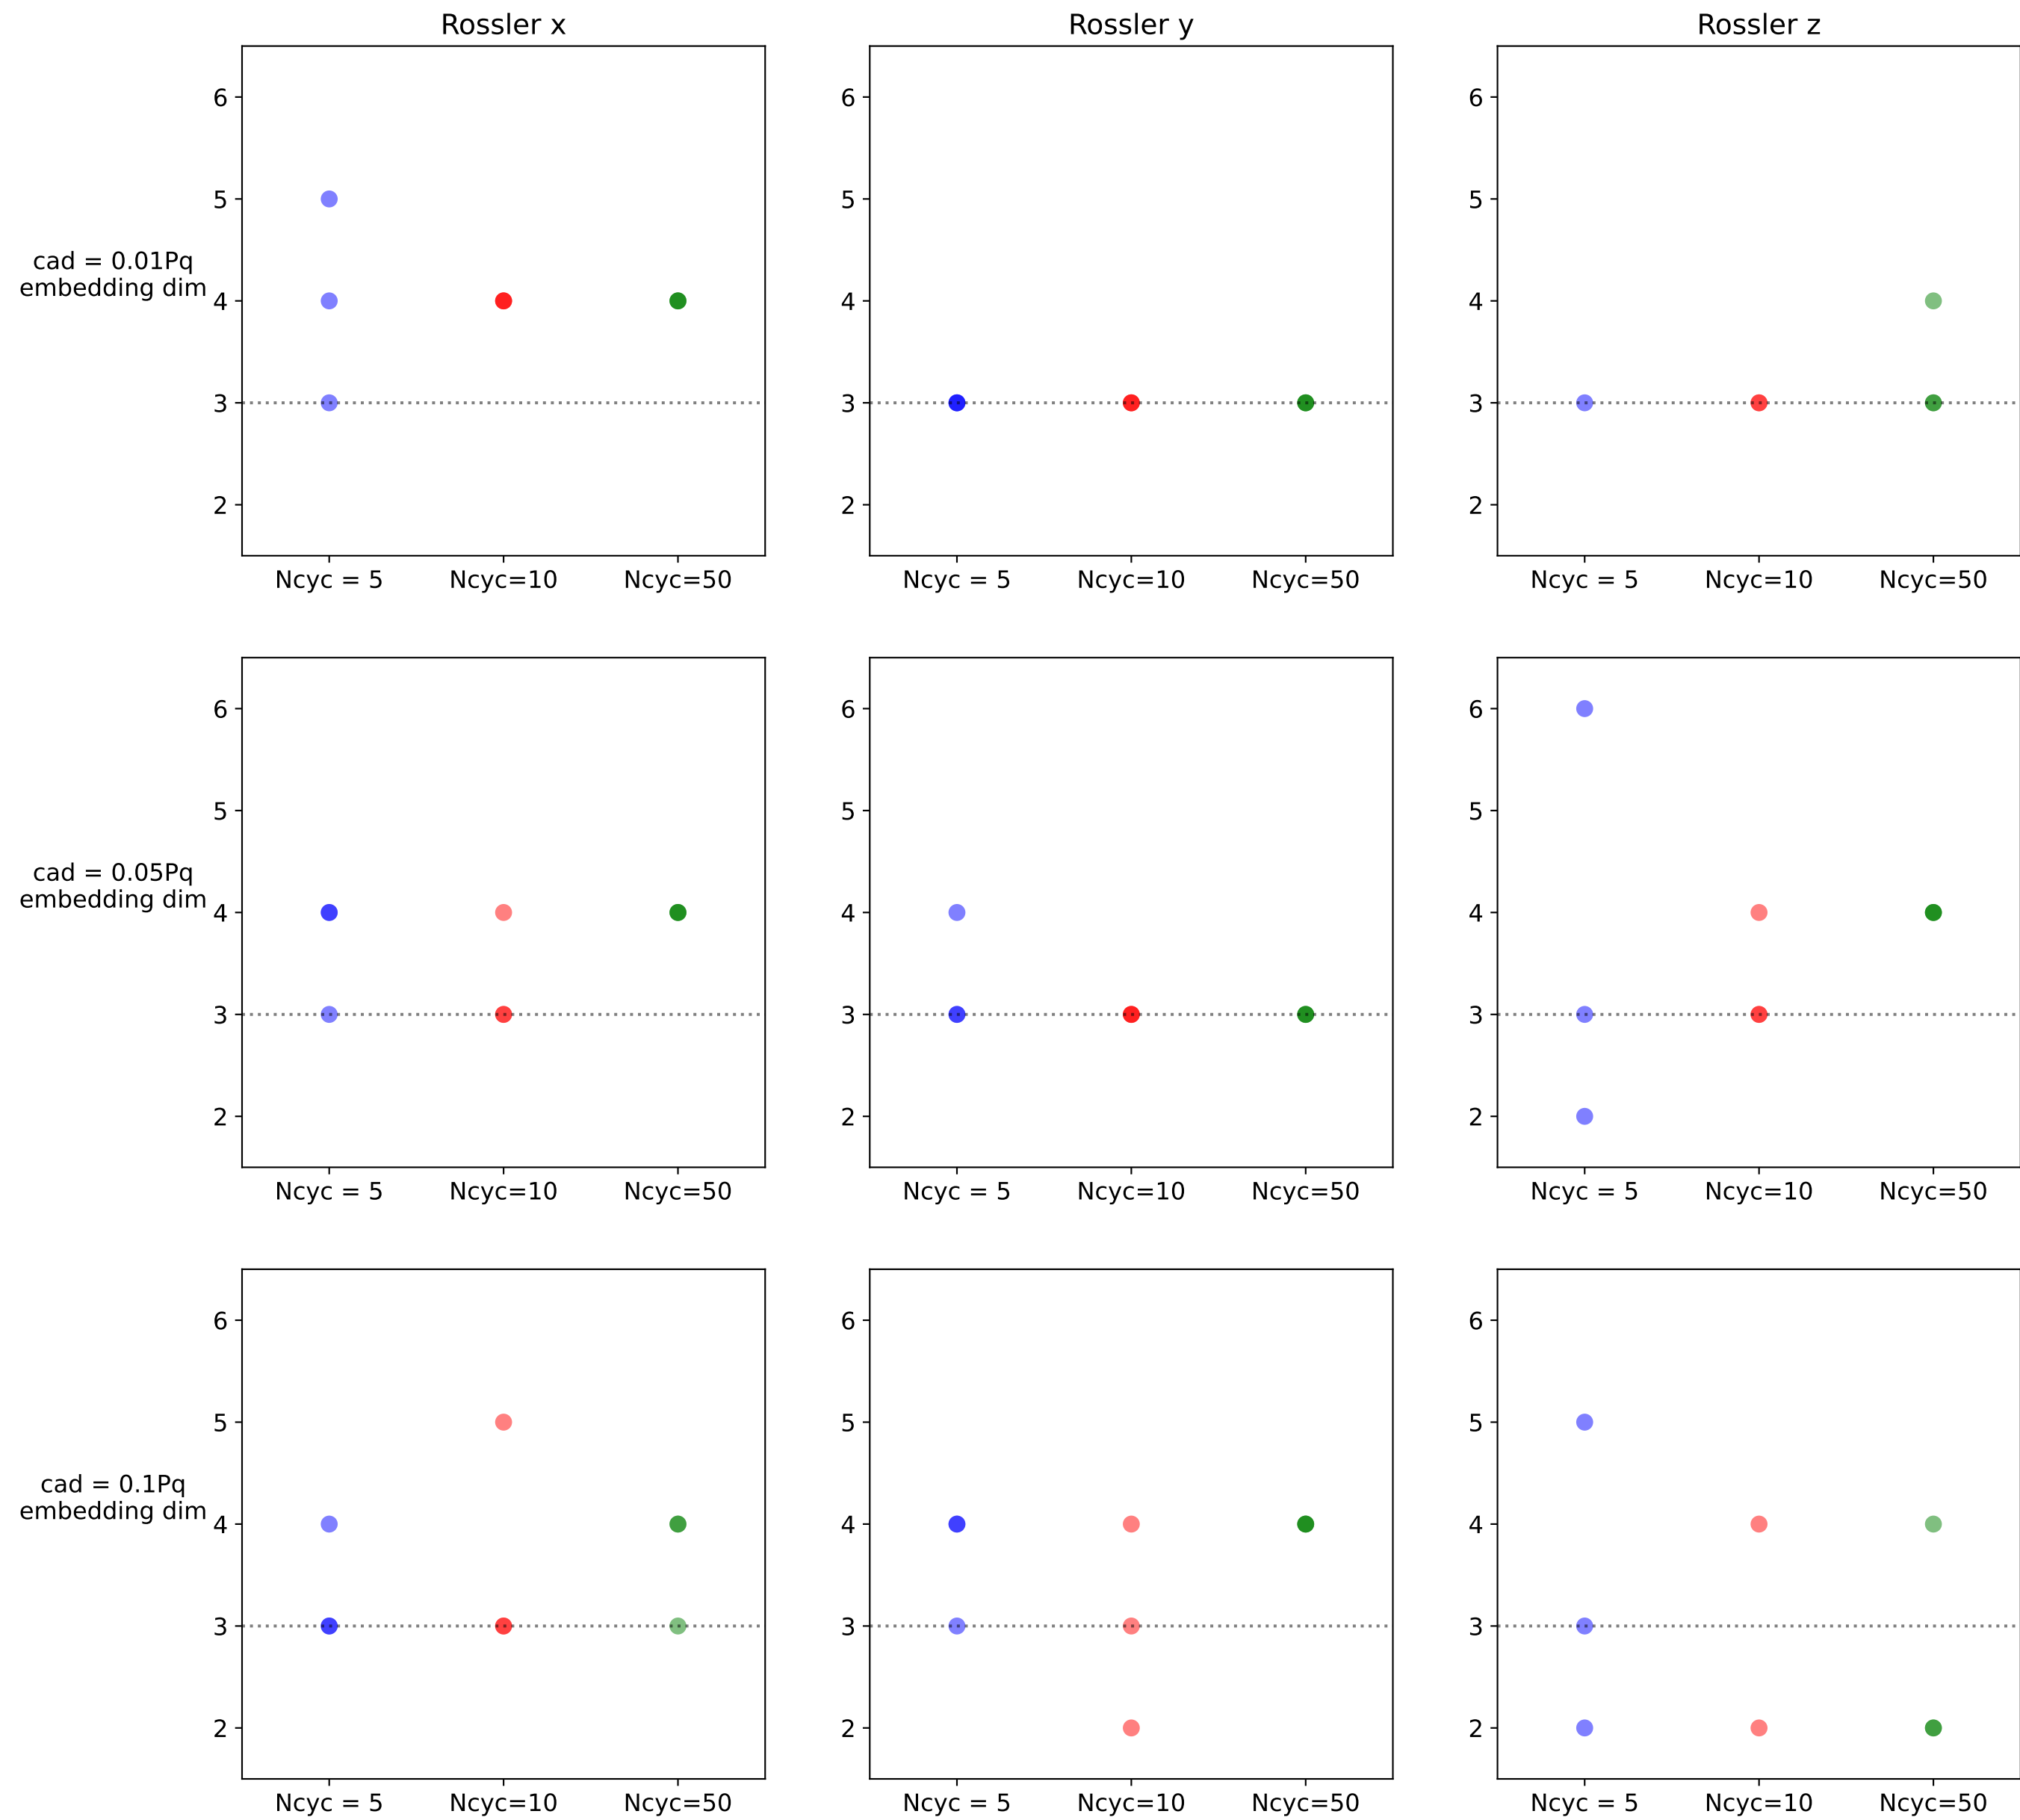 Rossler x
Rossler y
Rossler z
cad = 0.01Pq
embedding dim
6
5
4
3
2
Ncyc = 5
Ncyc=10
Ncyc=50
6
5
4
3
2
Ncyc = 5
Ncyc=10
Ncyc=50
6
5
4
3
2
Ncyc = 5
Ncyc=10
Ncyc=50
cad = 0.05Pq
embedding dim
6
5
4
3
2
Ncyc = 5
Ncyc=10
Ncyc=50
6
5
4
3
2
Ncyc = 5
Ncyc=10
Ncyc=50
6
5
4
3
2
Ncyc = 5
Ncyc=10
Ncyc=50
cad = 0.1Pq
embedding dim
6
5
4
3
2
Ncyc = 5
Ncyc=10
Ncyc=50
6
5
4
3
2
Ncyc = 5
Ncyc=10
Ncyc=50
6
5
4
3
2
Ncyc = 5
Ncyc=10
Ncyc=50